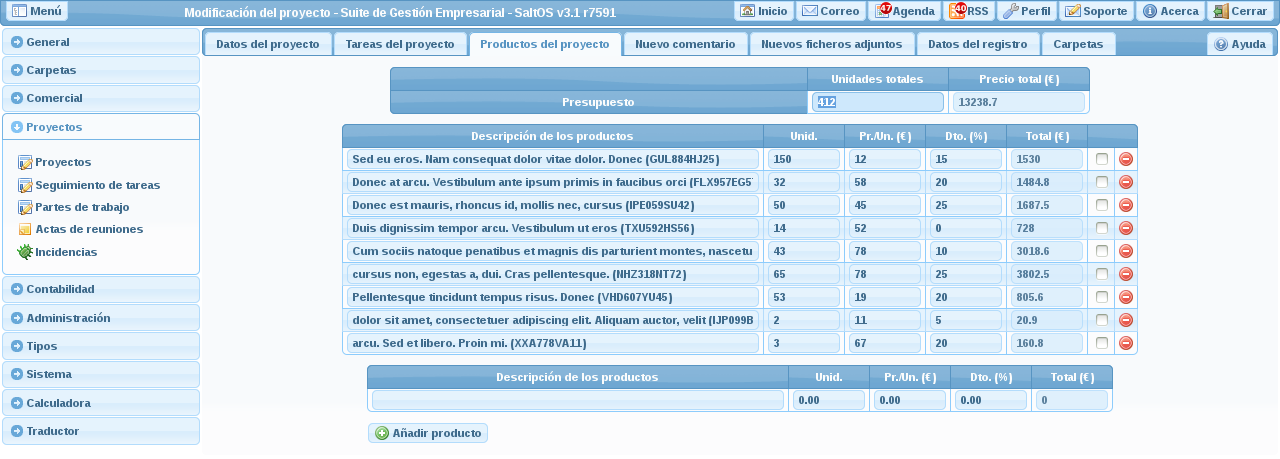 Menú Modificación del proyecto - Suite de Gestión Empresarial - SaltOS v3.1 r7591 Inicio Correo 47 Agenda 40 RSS Perfil Soporte Acerca Cerrar
General
Carpetas
Comercial
Proyectos
Proyectos
Seguimiento de tareas
Partes de trabajo
Actas de reuniones
Incidencias
Contabilidad
Administración
Tipos
Sistema
Calculadora
Traductor
Datos del proyecto Tareas del proyecto Productos del proyecto Nuevo comentario Nuevos ficheros adjuntos Datos del registro Carpetas Ayuda
Unidades totales Precio total (€)
Presupuesto 412 13238.7
Descripción de los productos Unid. Pr./Un. (€) Dto. (%) Total (€)
Sed eu eros. Nam consequat dolor vitae dolor. Donec (GUL884HJ25) 150 12 15 1530
Donec at arcu. Vestibulum ante ipsum primis in faucibus orci (FLX957EG5 32 58 20 1484.8
Donec est mauris, rhoncus id, mollis nec, cursus (IPE059SU42) 50 45 25 1687.5
Duis dignissim tempor arcu. Vestibulum ut eros (TXU592HS56) 14 52 0 728
Cum sociis natoque penatibus et magnis dis parturient montes, nascetu 43 78 10 3018.6
cursus non, egestas a, dui. Cras pellentesque. (NHZ318NT72) 65 78 25 3802.5
Pellentesque tincidunt tempus risus. Donec (VHD607YU45) 53 19 20 805.6
dolor sit amet, consectetuer adipiscing elit. Aliquam auctor, velit (IJP099B 2 11 5 20.9
arcu. Sed et libero. Proin mi. (XXA778VA11) 3 67 20 160.8
Descripción de los productos Unid. Pr./Un. (€) Dto. (%) Total (€)
0.00 0.00 0.00 0
Añadir producto